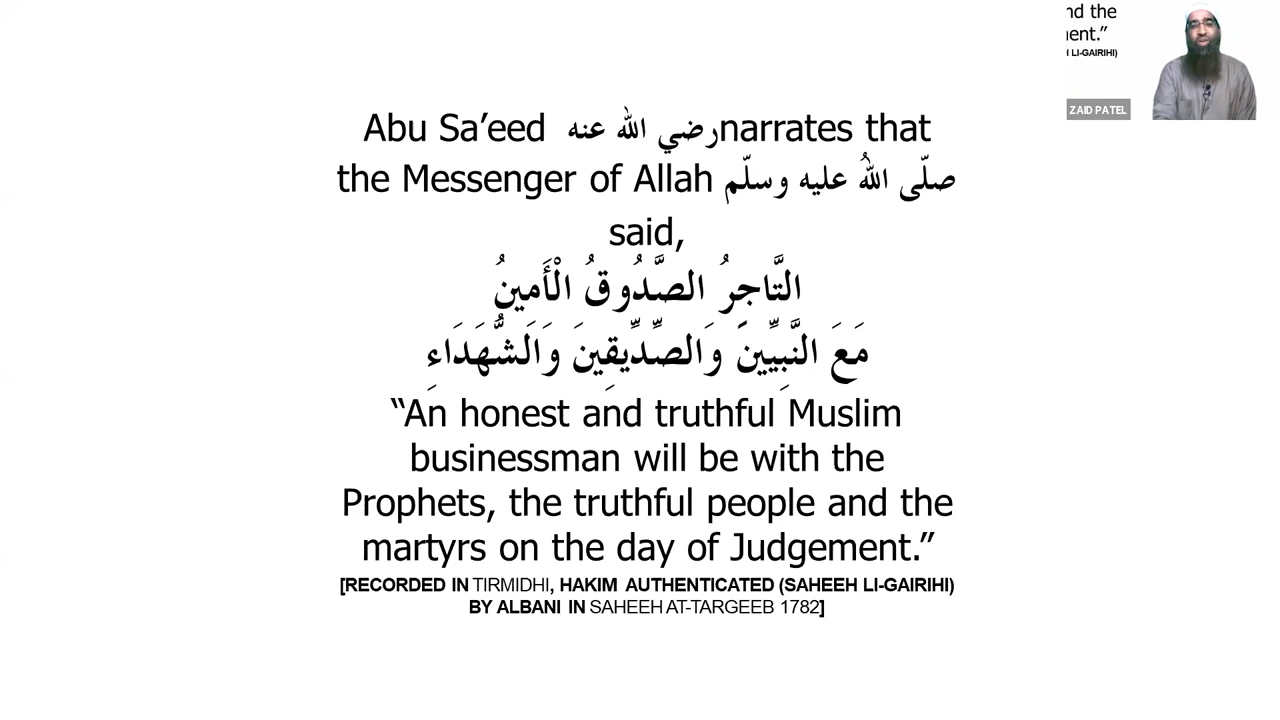 Abu Sa’eed رضي الله عنه narrates that
the Messenger of Allah صلّى اللهُ عليه وسلّم
said,
التَّاجِرُ الصَّدُوقُ الْأَمِينُ
مَعَ النَّبِيِّينَ وَالصِّدِّيقِينَ وَالشُّهَدَاءِ
“An honest and truthful Muslim
businessman will be with the
Prophets, the truthful people and the
martyrs on the day of Judgement.”
[RECORDED IN TIRMIDHI, HAKIM AUTHENTICATED (SAHEEH LI-GAIRIHI)
BY ALBANI IN SAHEEH AT-TARGEEB 1782]
nd the
ent.”
H LI-GAIRIHI)
ZAID PATEL